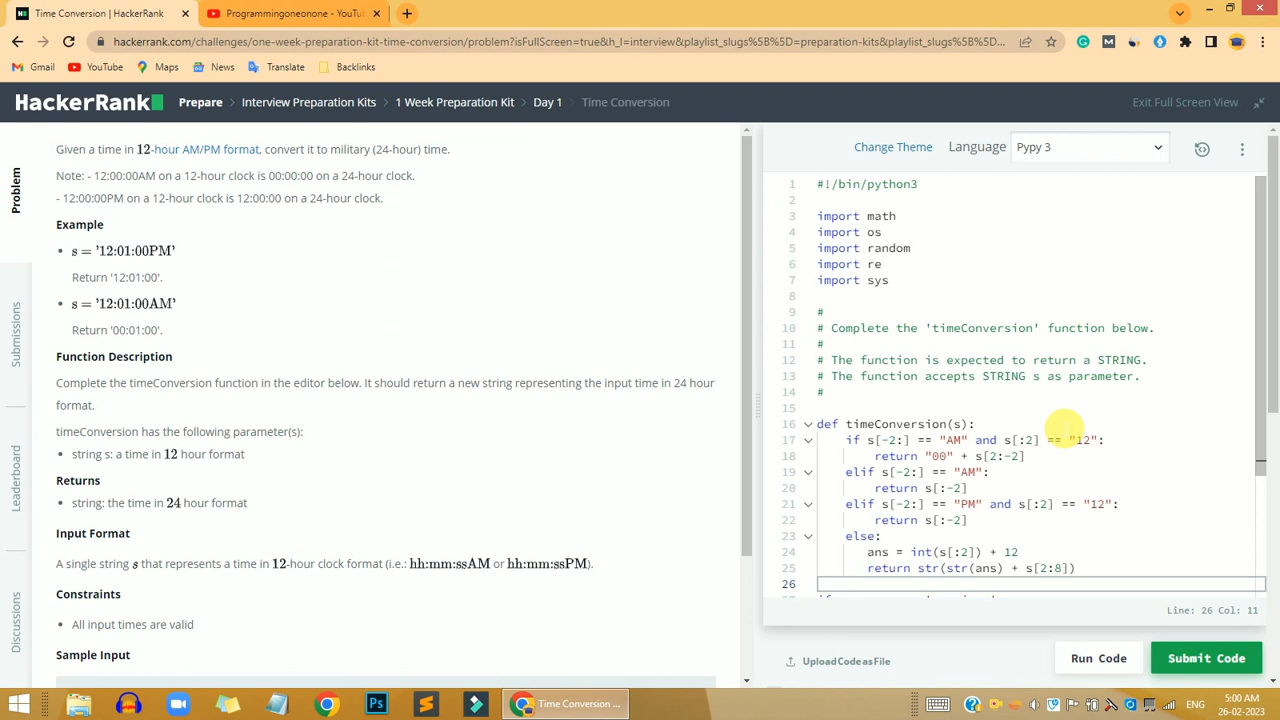 Time Conversion | HackerRank
Programmingoneonone - YouTu
hackerrank.com/challenges/one-week-preparation-kit-time-conversion/problem?isFullScreen=true&h_l=interview&playlist_slugs%5B%5D=preparation-kits&playlist_slugs%5B%5D=...
Gmail
YouTube
Maps
News
Translate
Backlinks
HackerRank
Prepare > Interview Preparation Kits > 1 Week Preparation Kit > Day 1 > Time Conversion
Exit Full Screen View
Problem
Submissions
Leaderboard
Discussions
Given a time in 12-hour AM/PM format, convert it to military (24-hour) time.
Note: - 12:00:00AM on a 12-hour clock is 00:00:00 on a 24-hour clock.
- 12:00:00PM on a 12-hour clock is 12:00:00 on a 24-hour clock.
Example
• s = '12:01:00PM'
Return '12:01:00'.
• s = '12:01:00AM'
Return '00:01:00'.
Function Description
Complete the timeConversion function in the editor below. It should return a new string representing the input time in 24 hour
format.
timeConversion has the following parameter(s):
• string s: a time in 12 hour format
Returns
• string: the time in 24 hour format
Input Format
A single string s that represents a time in 12-hour clock format (i.e.: hh:mm:ssAM or hh:mm:ssPM).
Constraints
• All input times are valid
Sample Input
Change Theme
Language
Pypy 3
1 #!/bin/python3
2
3 import math
4 import os
5 import random
6 import re
7 import sys
8
9 #
10 # Complete the 'timeConversion' function below.
11 #
12 # The function is expected to return a STRING.
13 # The function accepts STRING s as parameter.
14 #
15
16 def timeConversion(s):
17 if s[-2:] == "AM" and s[:2] == "12":
18 return "00" + s[2:-2]
19 elif s[-2:] == "AM":
20 return s[:-2]
21 elif s[-2:] == "PM" and s[:2] == "12":
22 return s[:-2]
23 else:
24 ans = int(s[:2]) + 12
25 return str(str(ans) + s[2:8])
26
Line: 26 Col: 11
Upload Code as File
Run Code
Submit Code
Time Conversion ...
ENG
5:00 AM
26-02-2023